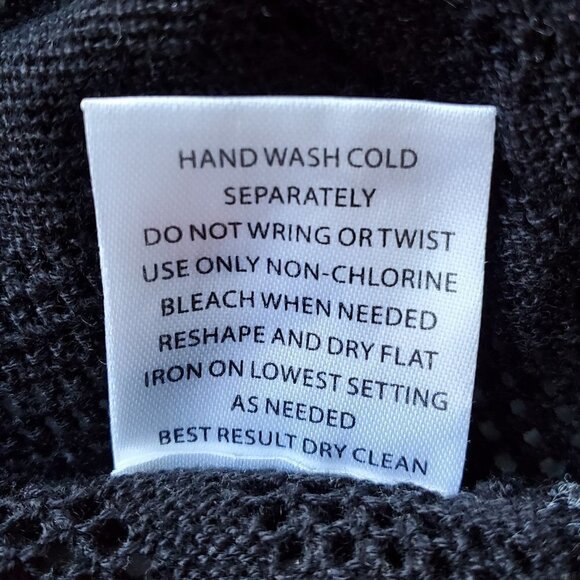 HAND WASH COLD
SEPARATELY
DO NOT WRING OR TWIST
USE ONLY NON-CHLORINE
BLEACH WHEN NEEDED
RESHAPE AND DRY FLAT
IRON ON LOWEST SETTING
AS NEEDED
BEST RESULT DRY CLEAN